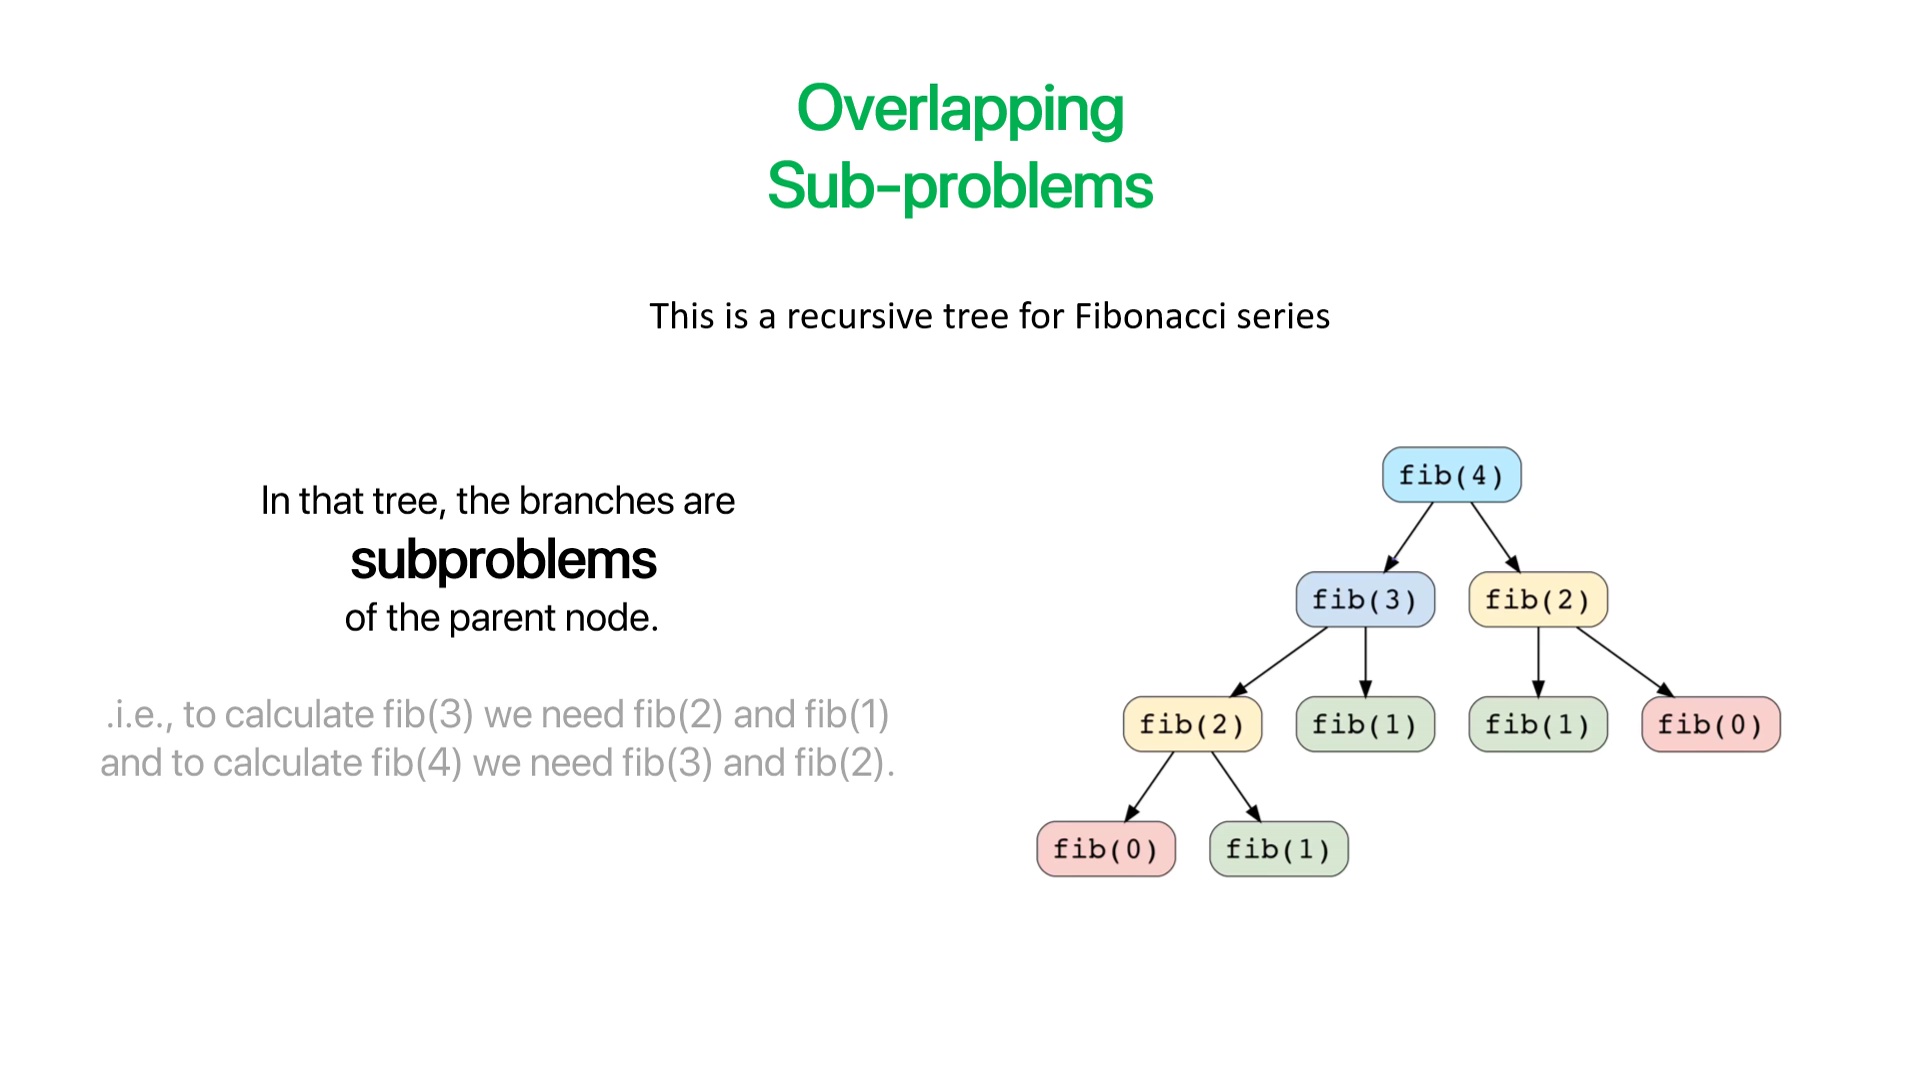 Overlapping
Sub-problems
This is a recursive tree for Fibonacci series
In that tree, the branches are
subproblems
of the parent node.
.i.e., to calculate fib(3) we need fib(2) and fib(1)
and to calculate fib(4) we need fib(3) and fib(2).
fib(4)
fib(3) fib(2)
fib(2) fib(1) fib(1) fib(0)
fib(0) fib(1)